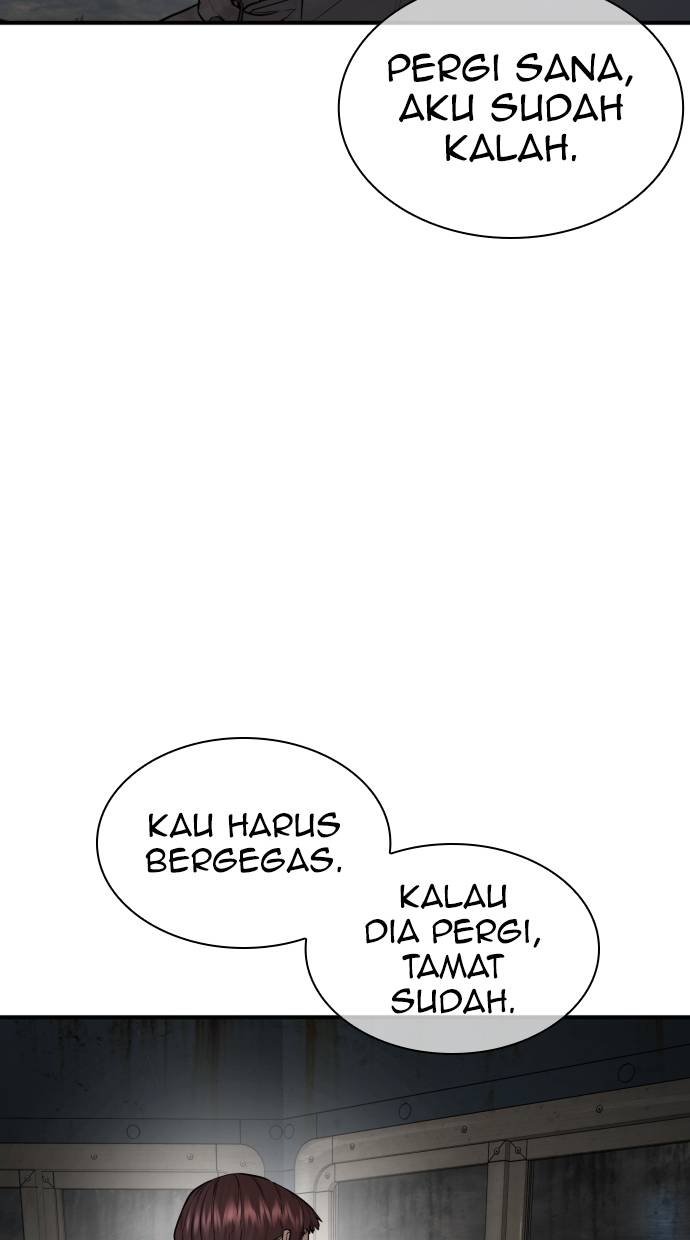 PERGI SANA,
AKU SUDAH
KALAH.
KAU HARUS
BERGEGAS.
KALAU
DIA PERGI,
TAMAT
SUDAH.